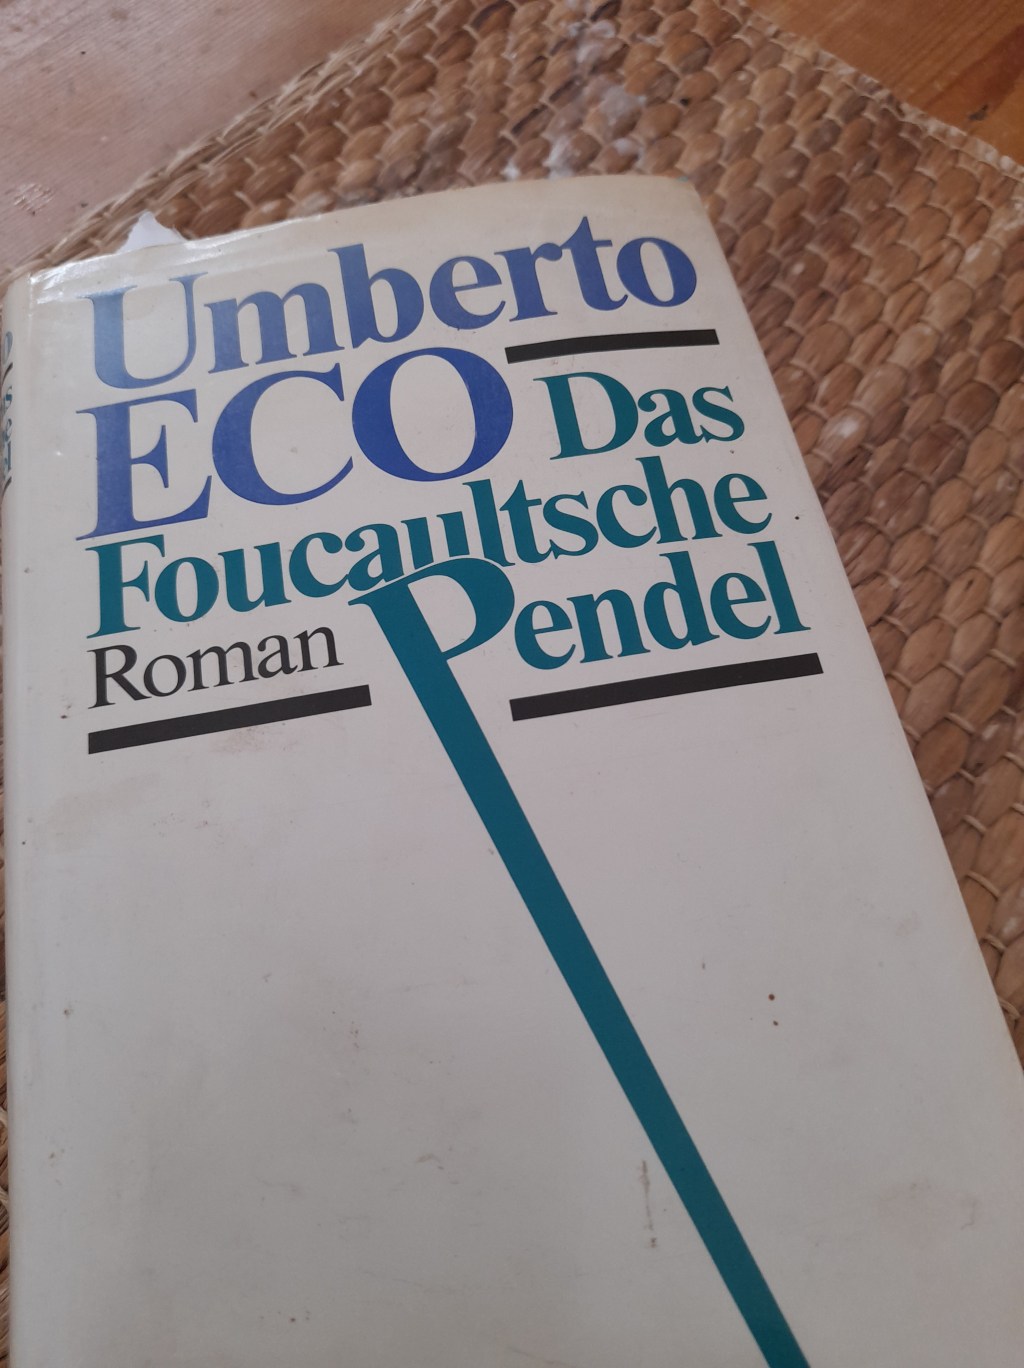 Umberto
ECO
Das
Foucaultsche
Pendel
Roman